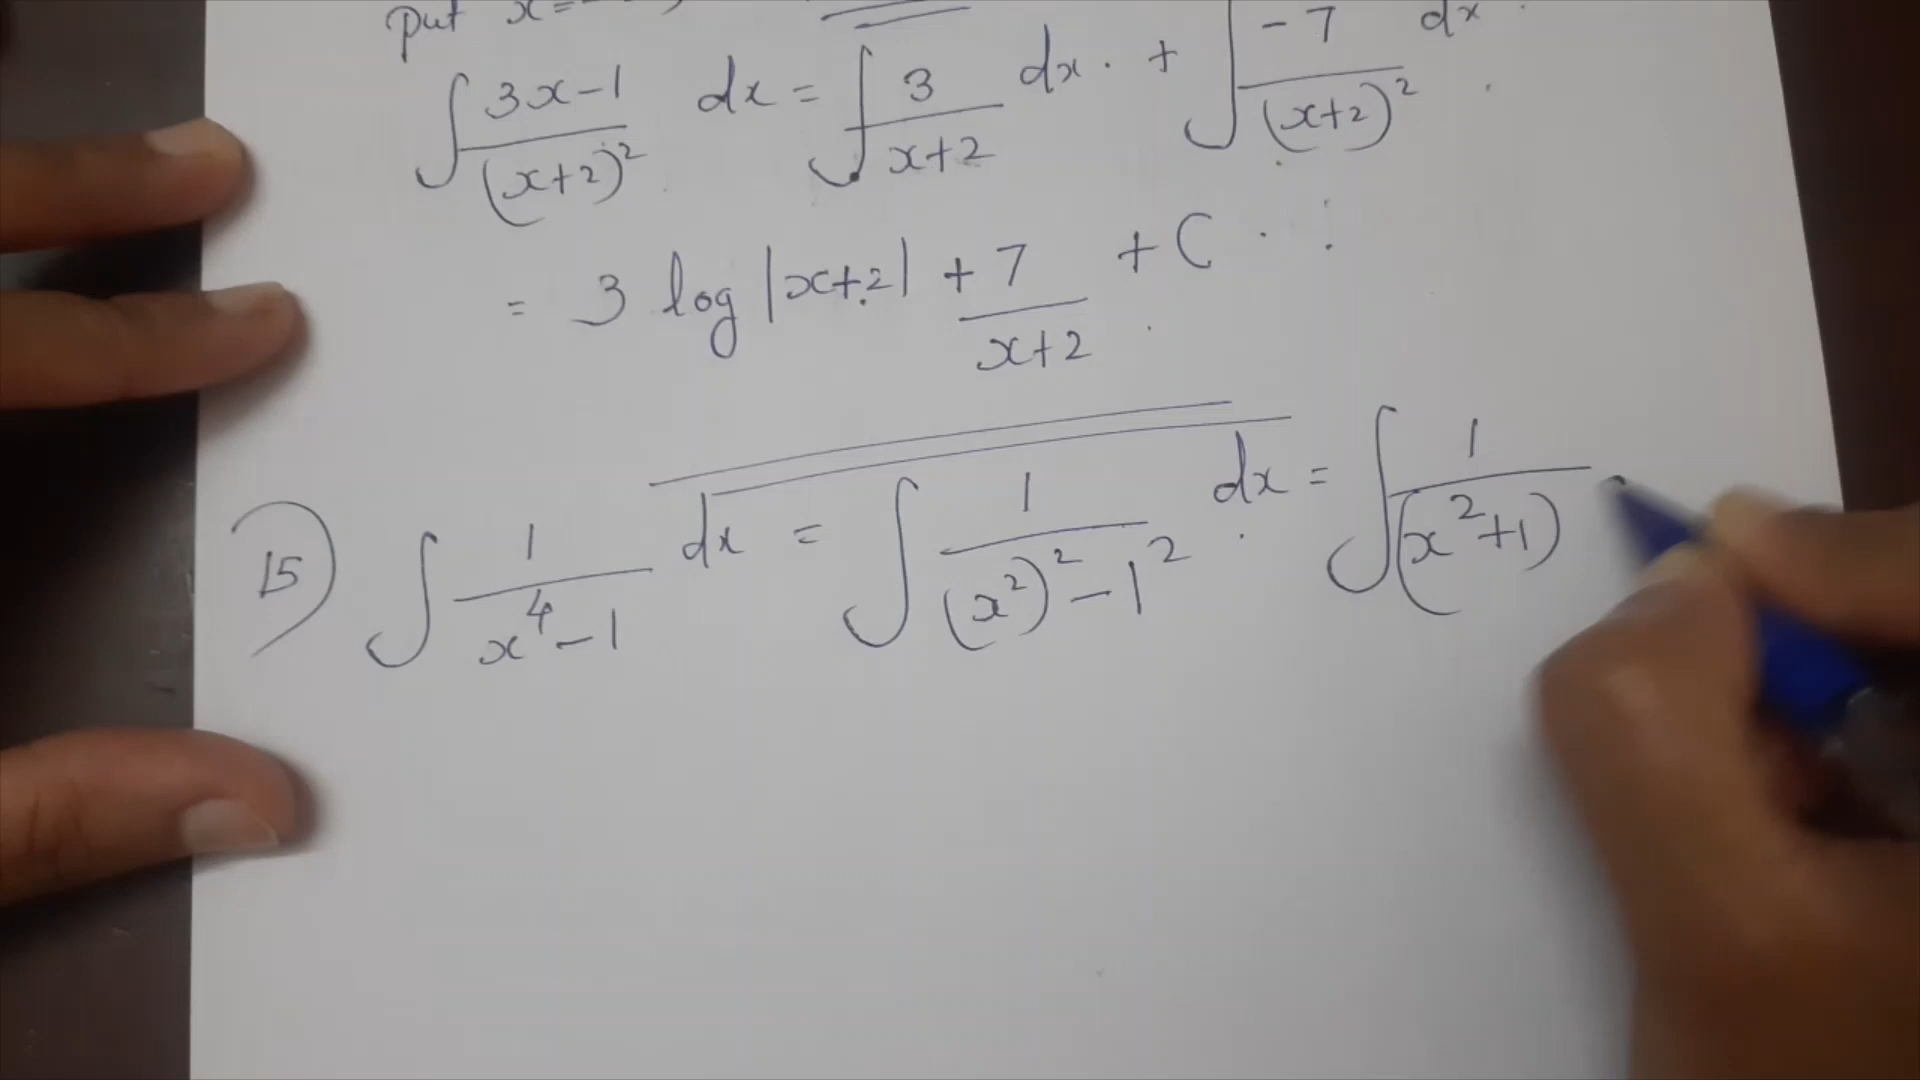 put x =
∫ 3x-1/(x+2)² dx = ∫ 3/x+2 dx . + ∫ -7/(x+2)² dx .
= 3 log |x+2| + 7/x+2 + C .
15) ∫ 1/x⁴-1 dx = ∫ 1/(x²)²-1² dx = ∫ 1/(x²+1)